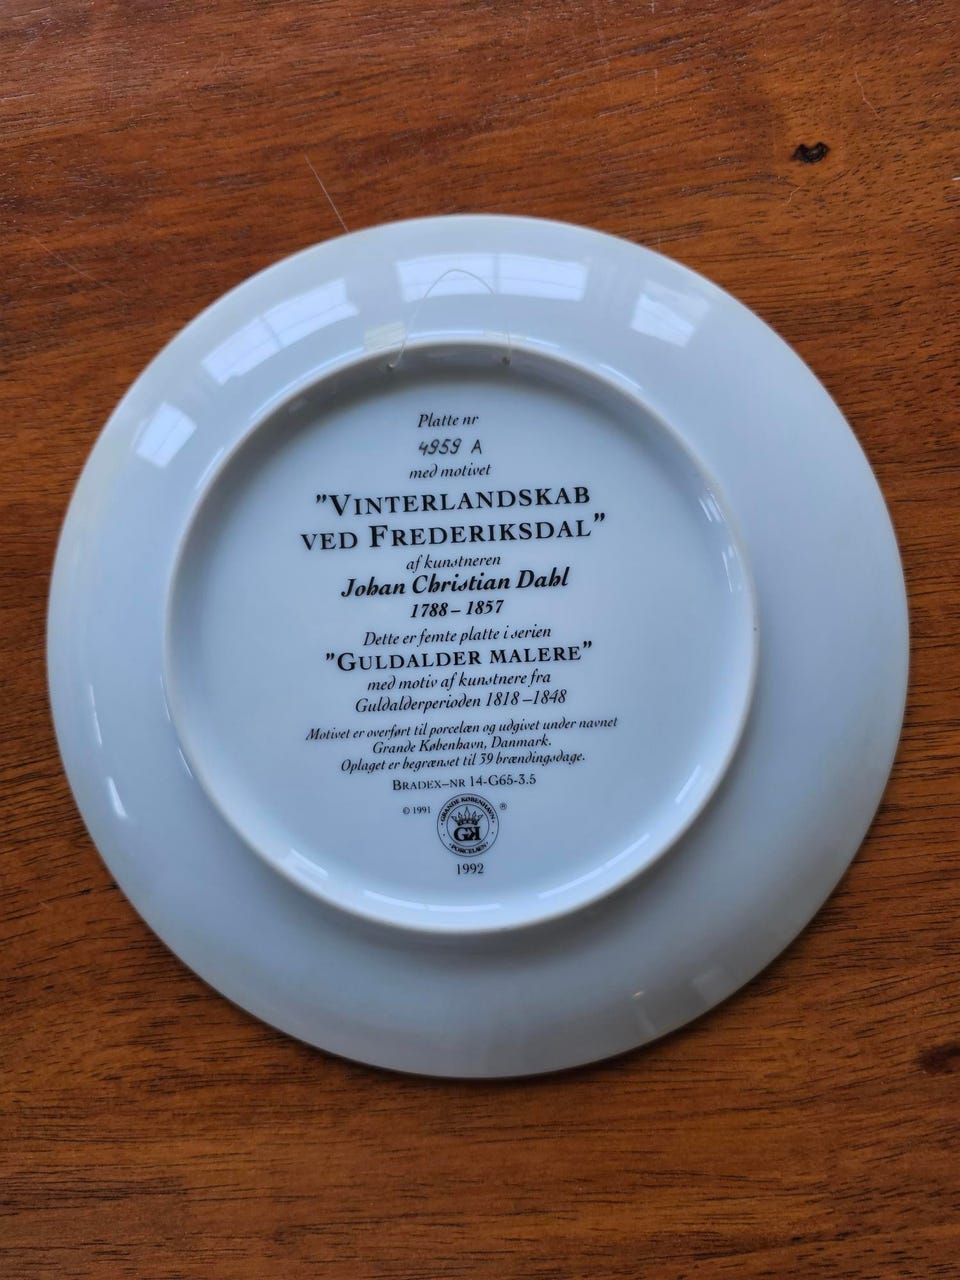 Platte nr
4959 A
med motivet
"VINTERLANDSKAB
VED FREDERIKSDAL"
af kunstneren
Johan Christian Dahl
1788 – 1857
Dette er femte platte i serien
"GULDALDER MALERE"
med motiv af kunstnere fra
Guldalderperioden 1818 –1848
Motivet er overført til porcelæn og udgivet under navnet
Grande København, Danmark.
Oplaget er begrænset til 39 brændingsdage.
BRADEX–NR 14-G65-3.5
© 1991
GRANDE KØBENHAVN
GK
PORCELÆN
®
1992